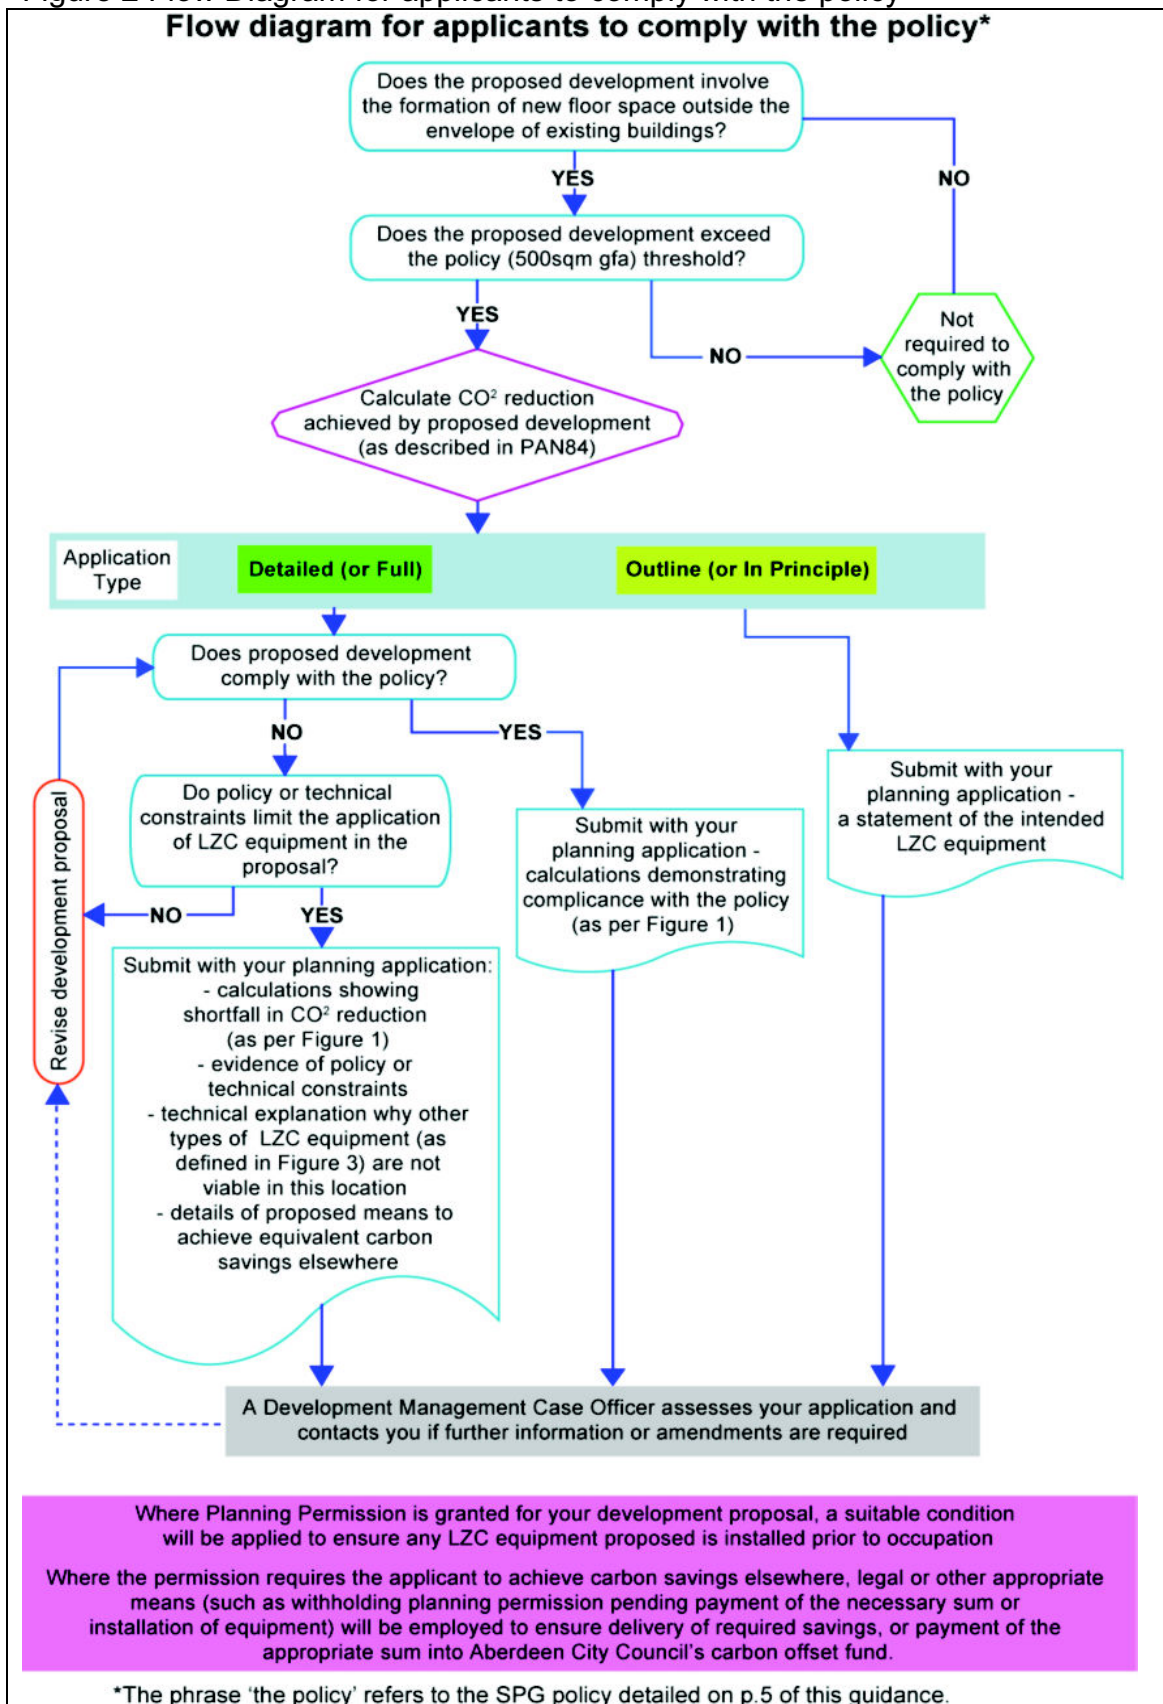 Figure 2 Flow Diagram for applicants to comply with the policy
Flow diagram for applicants to comply with the policy*
Does the proposed development involve
the formation of new floor space outside the
envelope of existing buildings?
YES
NO
Does the proposed development exceed
the policy (500sqm gfa) threshold?
YES
NO
Not
required to
comply with
the policy
Calculate CO² reduction
achieved by proposed development
(as described in PAN84)
Application
Type
Detailed (or Full)
Outline (or In Principle)
Does proposed development
comply with the policy?
NO
YES
Do policy or technical
constraints limit the application
of LZC equipment in the
proposal?
NO
YES
Revise development proposal
Submit with your
planning application -
calculations demonstrating
complicance with the policy
(as per Figure 1)
Submit with your
planning application -
a statement of the intended
LZC equipment
Submit with your planning application:
- calculations showing
shortfall in CO² reduction
(as per Figure 1)
- evidence of policy or
technical constraints
- technical explanation why other
types of LZC equipment (as
defined in Figure 3) are not
viable in this location
- details of proposed means to
achieve equivalent carbon
savings elsewhere
A Development Management Case Officer assesses your application and
contacts you if further information or amendments are required
Where Planning Permission is granted for your development proposal, a suitable condition
will be applied to ensure any LZC equipment proposed is installed prior to occupation
Where the permission requires the applicant to achieve carbon savings elsewhere, legal or other appropriate
means (such as withholding planning permission pending payment of the necessary sum or
installation of equipment) will be employed to ensure delivery of required savings, or payment of the
appropriate sum into Aberdeen City Council's carbon offset fund.
*The phrase 'the policy' refers to the SPG policy detailed on p.5 of this guidance.